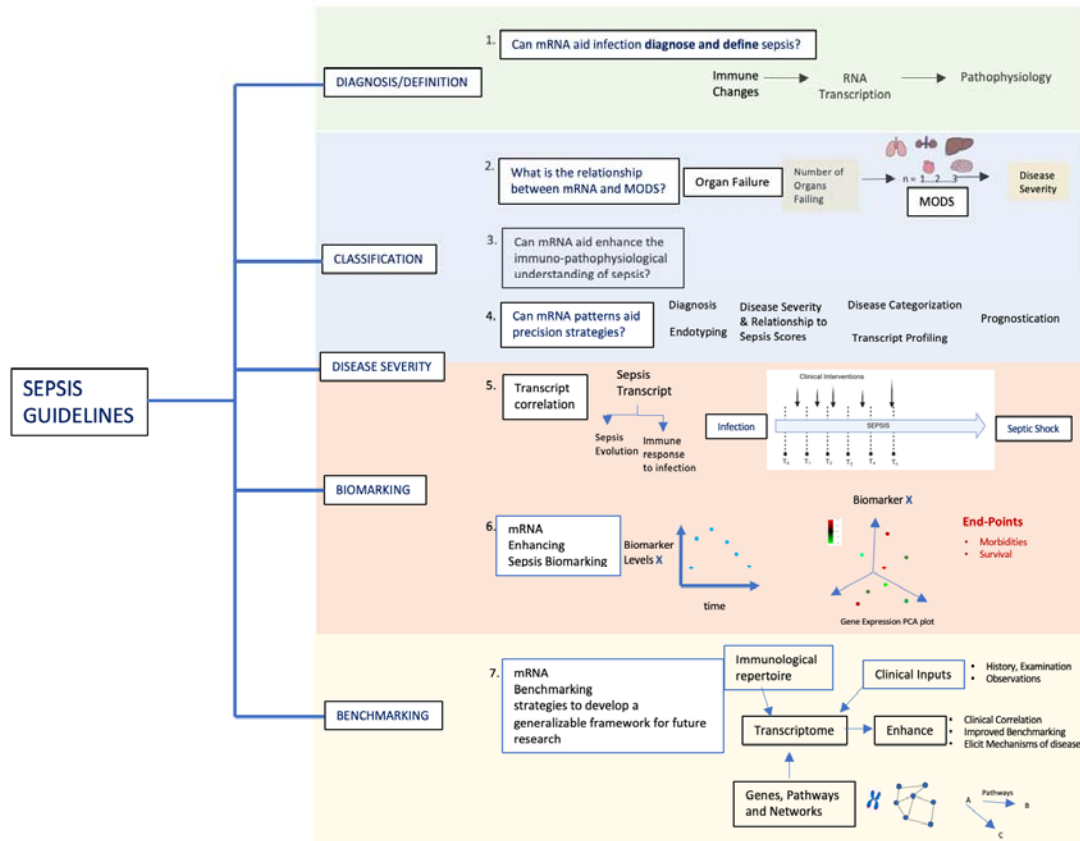 SEPSIS
GUIDELINES
DIAGNOSIS/DEFINITION
1.
Can mRNA aid infection diagnose and define sepsis?
Immune
Changes
RNA
Transcription
Pathophysiology
CLASSIFICATION
2.
What is the relationship
between mRNA and MODS?
Organ Failure
Number of
Organs
Failing
n = 1...2....3
MODS
Disease
Severity
3.
Can mRNA aid enhance the
immuno-pathophysiological
understanding of sepsis?
4.
Can mRNA patterns aid
precision strategies?
Diagnosis
Endotyping
Disease Severity
& Relationship to
Sepsis Scores
Disease Categorization
Transcript Profiling
Prognostication
DISEASE SEVERITY
5.
Transcript
correlation
Sepsis
Transcript
Sepsis
Evolution
Immune
response
to infection
Infection
Clinical Interventions
SEPSIS
Septic Shock
BIOMARKING
6.
mRNA
Enhancing
Sepsis Biomarking
Biomarker
Levels X
time
Biomarker X
Gene Expression PCA plot
End-Points
• Morbidities
• Survival
BENCHMARKING
7.
mRNA
Benchmarking
strategies to develop a
generalizable framework for future
research
Immunological
repertoire
Clinical Inputs
• History, Examination
• Observations
Transcriptome
Enhance
• Clinical Correlation
• Improved Benchmarking
• Elicit Mechanisms of disease
Genes, Pathways
and Networks
Pathways
A
B
C